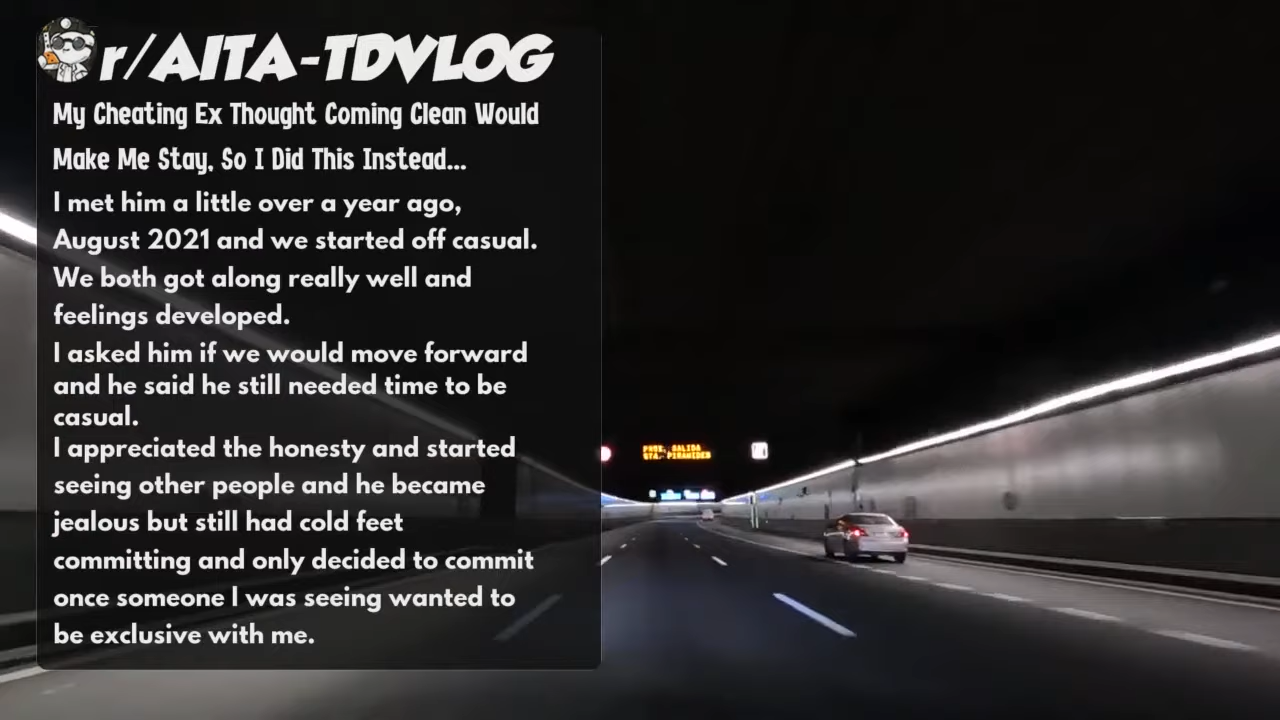 r/AITA-TDVLOG
My Cheating Ex Thought Coming Clean Would
Make Me Stay, So I Did This Instead...
I met him a little over a year ago,
August 2021 and we started off casual.
We both got along really well and
feelings developed.
I asked him if we would move forward
and he said he still needed time to be
casual.
I appreciated the honesty and started
seeing other people and he became
jealous but still had cold feet
committing and only decided to commit
once someone I was seeing wanted to
be exclusive with me.
PROX. SALIDA
STA. PIRAMIDES